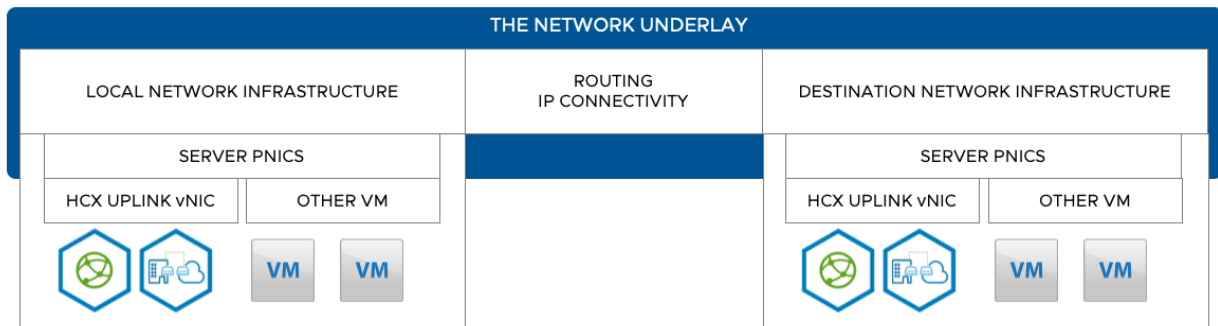 THE NETWORK UNDERLAY
LOCAL NETWORK INFRASTRUCTURE
ROUTING
IP CONNECTIVITY
DESTINATION NETWORK INFRASTRUCTURE
SERVER PNICS
SERVER PNICS
HCX UPLINK vNIC
OTHER VM
HCX UPLINK vNIC
OTHER VM
VM
VM
VM
VM